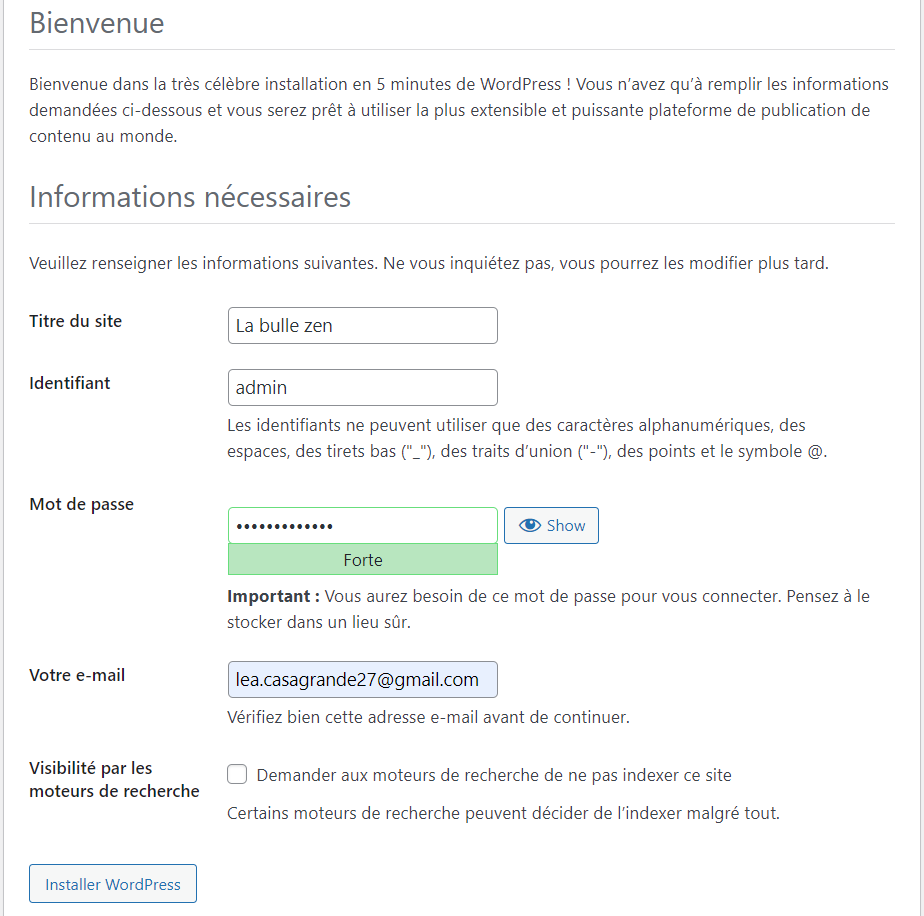 Bienvenue
Bienvenue dans la très célèbre installation en 5 minutes de WordPress ! Vous n’avez qu’à remplir les informations
demandées ci-dessous et vous serez prêt à utiliser la plus extensible et puissante plateforme de publication de
contenu au monde.
Informations nécessaires
Veuillez renseigner les informations suivantes. Ne vous inquiétez pas, vous pourrez les modifier plus tard.
Titre du site
La bulle zen
Identifiant
admin
Les identifiants ne peuvent utiliser que des caractères alphanumériques, des
espaces, des tirets bas ("_"), des traits d’union ("-"), des points et le symbole @.
Mot de passe
•••••••••••••
Show
Forte
Important : Vous aurez besoin de ce mot de passe pour vous connecter. Pensez à le
stocker dans un lieu sûr.
Votre e-mail
lea.casagrande27@gmail.com
Vérifiez bien cette adresse e-mail avant de continuer.
Visibilité par les
moteurs de recherche
Demander aux moteurs de recherche de ne pas indexer ce site
Certains moteurs de recherche peuvent décider de l’indexer malgré tout.
Installer WordPress